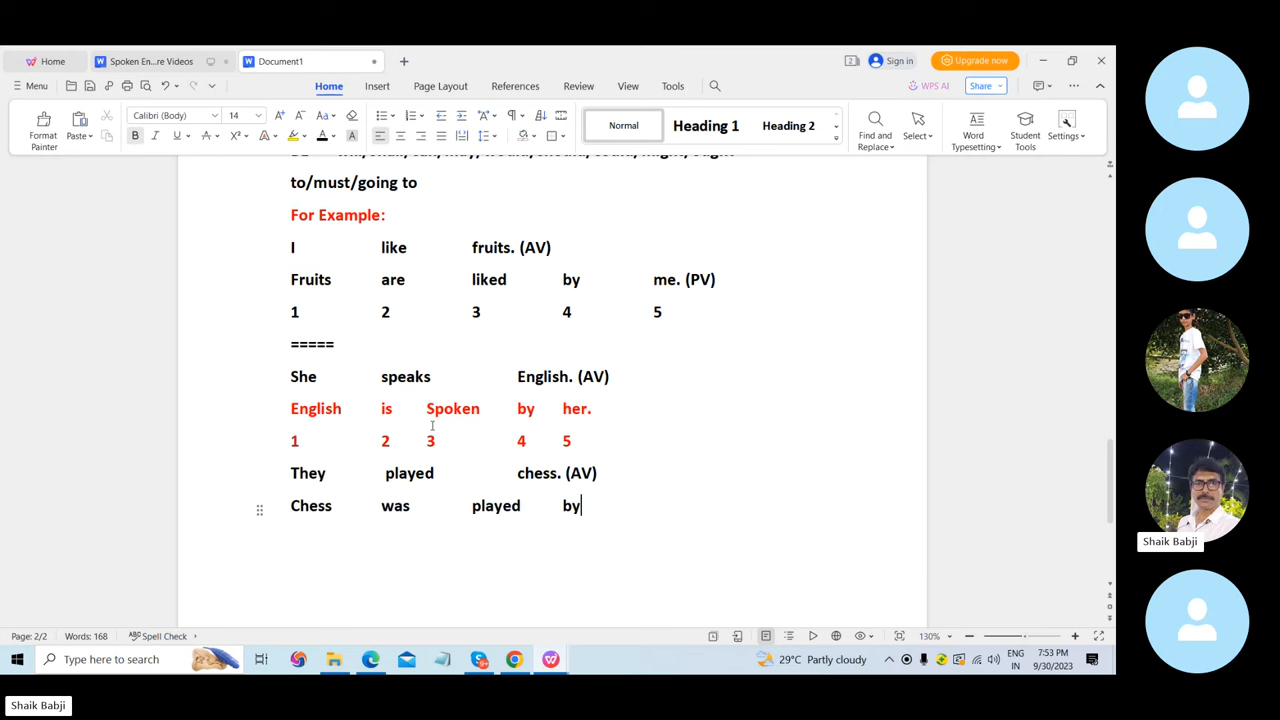 Home
Spoken En...re Videos
Document1
Sign in
Upgrade now
Menu
Home
Insert
Page Layout
References
Review
View
Tools
WPS AI
Share
Format Painter
Paste
Calibri (Body)
14
Normal
Heading 1
Heading 2
Find and Replace
Select
Word Typesetting
Student Tools
Settings
to/must/going to
For Example:
I like fruits. (AV)
Fruits are liked by me. (PV)
1 2 3 4 5
=====
She speaks English. (AV)
English is Spoken by her.
1 2 3 4 5
They played chess. (AV)
Chess was played by
Shaik Babji
Page: 2/2 Words: 168 Spell Check 130%
Type here to search
29°C Partly cloudy
ENG IN
7:53 PM
9/30/2023
Shaik Babji